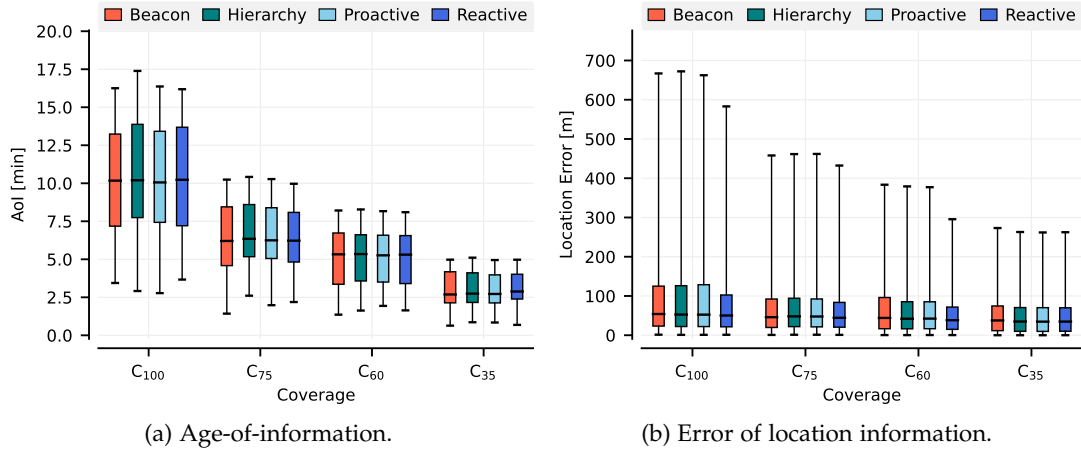 Beacon Hierarchy Proactive Reactive
20.0
17.5
15.0
12.5
10.0
7.5
5.0
2.5
0.0
AoI [min]
C₁₀₀ C₇₅ C₆₀ C₃₅
Coverage
(a) Age-of-information.
Beacon Hierarchy Proactive Reactive
700
600
500
400
300
200
100
0
Location Error [m]
C₁₀₀ C₇₅ C₆₀ C₃₅
Coverage
(b) Error of location information.